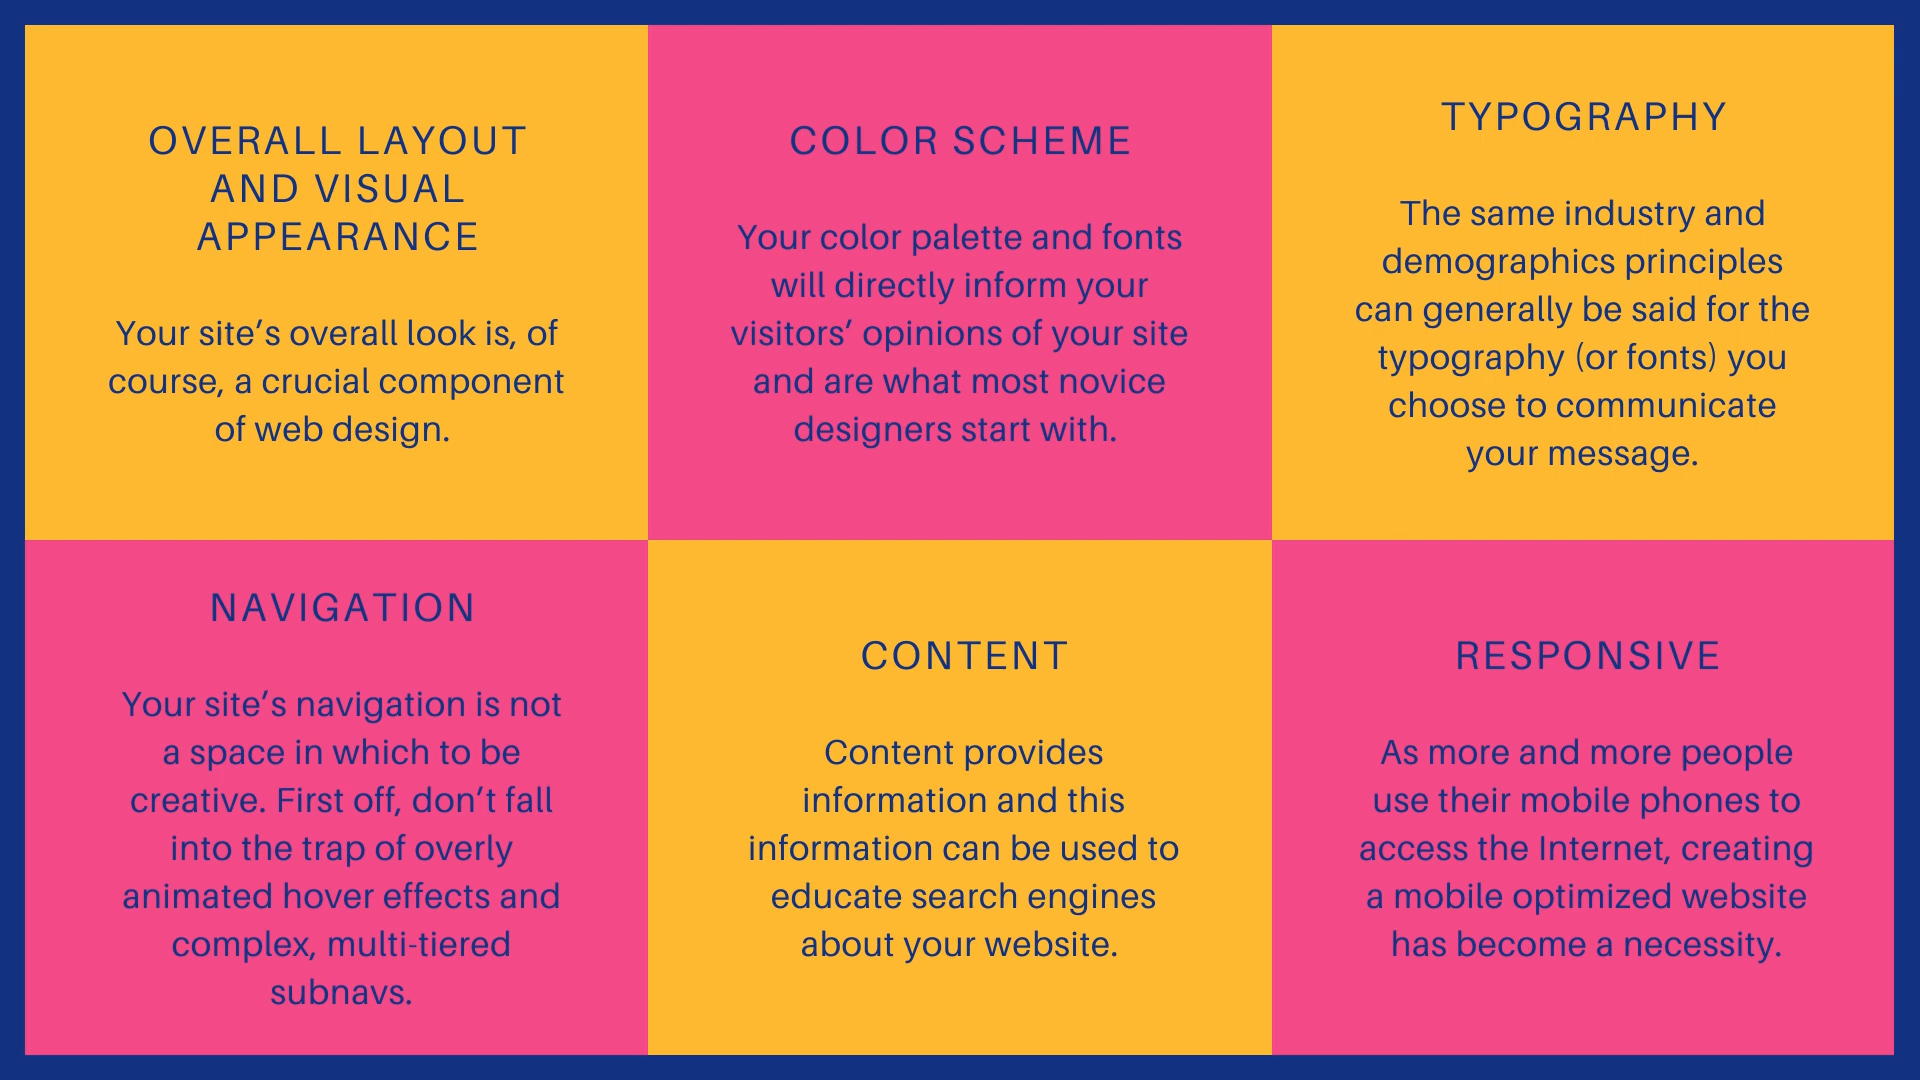 OVERALL LAYOUT
AND VISUAL
APPEARANCE
Your site’s overall look is, of
course, a crucial component
of web design.
COLOR SCHEME
Your color palette and fonts
will directly inform your
visitors’ opinions of your site
and are what most novice
designers start with.
TYPOGRAPHY
The same industry and
demographics principles
can generally be said for the
typography (or fonts) you
choose to communicate
your message.
NAVIGATION
Your site’s navigation is not
a space in which to be
creative. First off, don’t fall
into the trap of overly
animated hover effects and
complex, multi-tiered
subnavs.
CONTENT
Content provides
information and this
information can be used to
educate search engines
about your website.
RESPONSIVE
As more and more people
use their mobile phones to
access the Internet, creating
a mobile optimized website
has become a necessity.